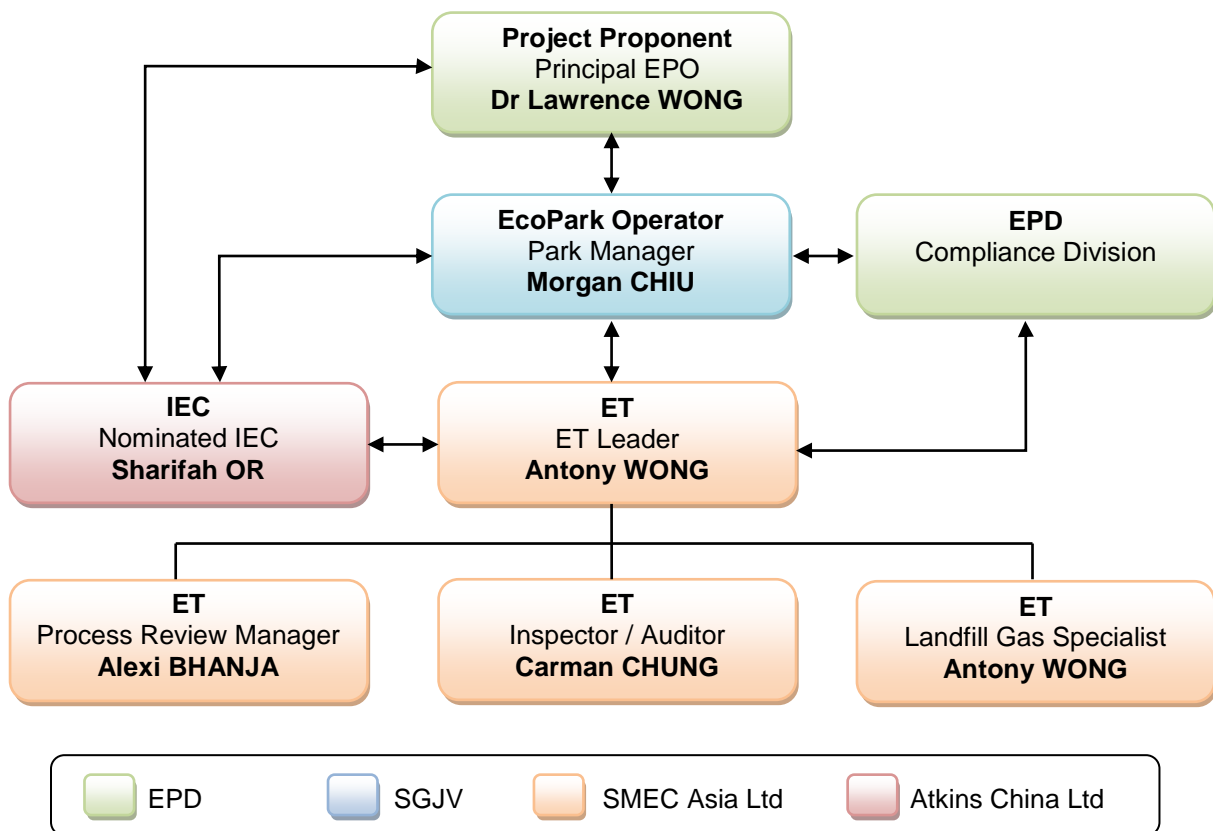 Project Proponent
Principal EPO
Dr Lawrence WONG
EcoPark Operator
Park Manager
Morgan CHIU
EPD
Compliance Division
IEC
Nominated IEC
Sharifah OR
ET
ET Leader
Antony WONG
ET
Process Review Manager
Alexi BHANJA
ET
Inspector / Auditor
Carman CHUNG
ET
Landfill Gas Specialist
Antony WONG
EPD
SGJV
SMEC Asia Ltd
Atkins China Ltd